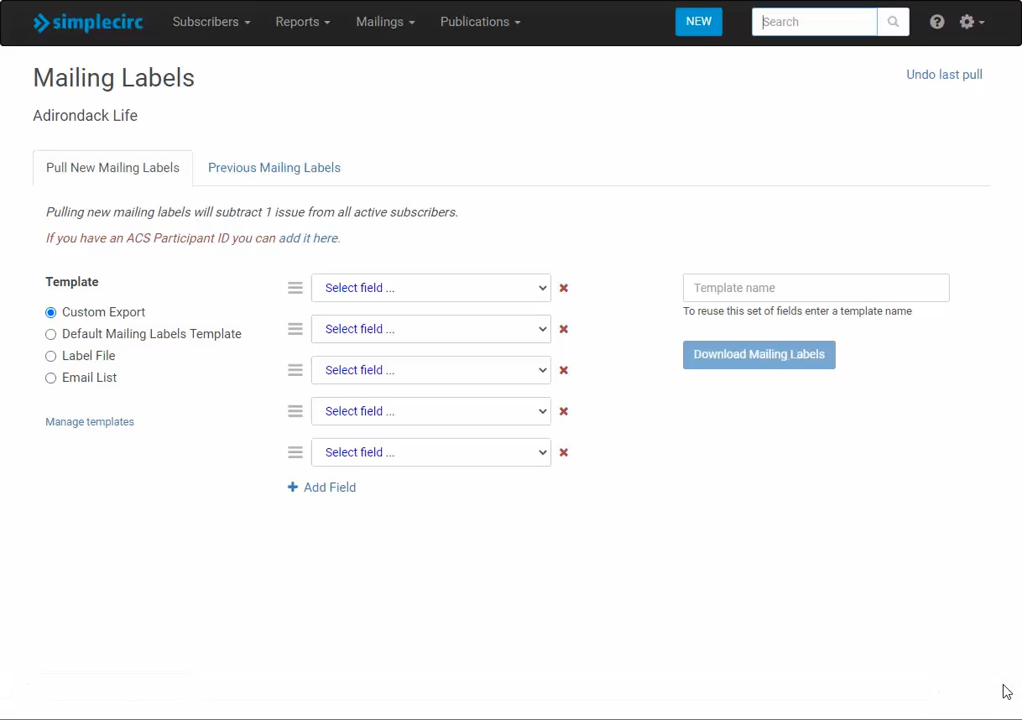 simplecirc Subscribers Reports Mailings Publications NEW Search
Mailing Labels
Undo last pull
Adirondack Life
Pull New Mailing Labels Previous Mailing Labels
Pulling new mailing labels will subtract 1 issue from all active subscribers.
If you have an ACS Participant ID you can add it here.
Template
Custom Export
Default Mailing Labels Template
Label File
Email List
Manage templates
Select field ...
Select field ...
Select field ...
Select field ...
Select field ...
Add Field
Template name
To reuse this set of fields enter a template name
Download Mailing Labels